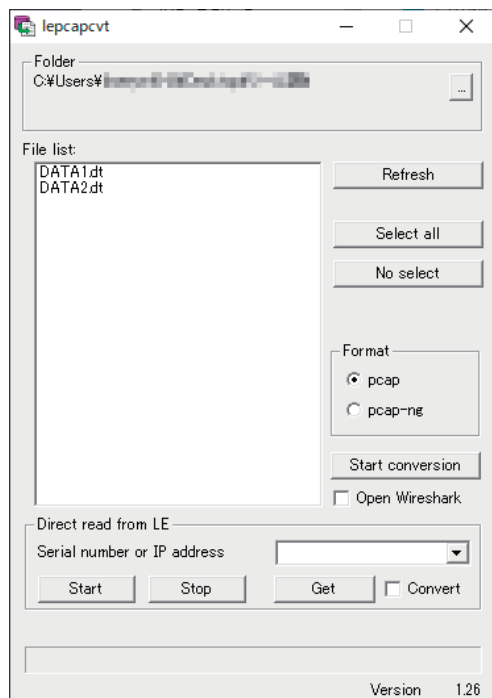 lepcapcvt
Folder
C:¥Users¥
...
File list:
DATA1.dt
DATA2.dt
Refresh
Select all
No select
Format
pcap
pcap-ng
Start conversion
Open Wireshark
Direct read from LE
Serial number or IP address
Start
Stop
Get
Convert
Version 1.26